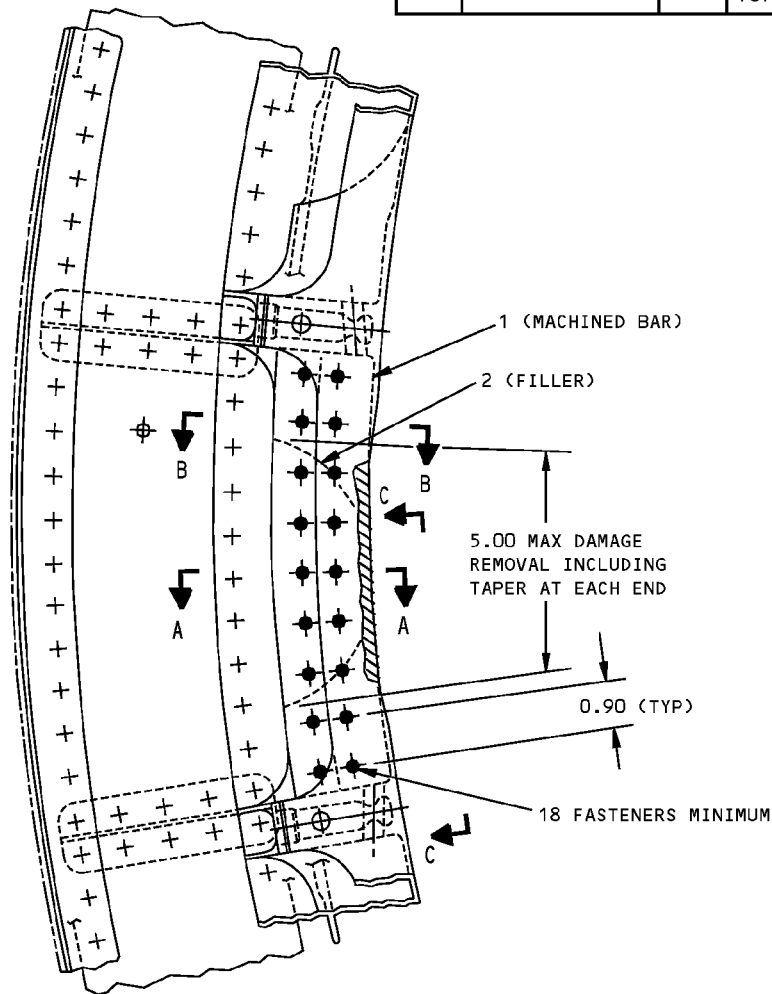 1 (MACHINED BAR)
2 (FILLER)
B
B
C
5.00 MAX DAMAGE
REMOVAL INCLUDING
TAPER AT EACH END
A
A
0.90 (TYP)
18 FASTENERS MINIMUM
C